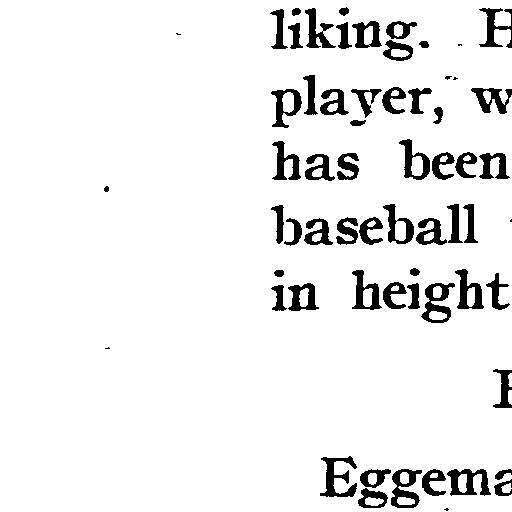 liking. H
player, w
has been
baseball
in height
Eggema